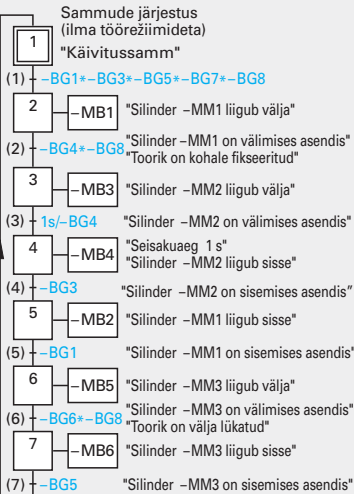 Sammude järjestus
(ilma töörežiimideta)
1 "Käivitussamm"
(1) –BG1*–BG3*–BG5*–BG7*–BG8
2 –MB1 "Silinder –MM1 liigub välja"
(2) –BG4*–BG8 "Silinder –MM1 on välimises asendis"
"Toorik on kohale fikseeritud"
3 –MB3 "Silinder –MM2 liigub välja"
(3) 1s/–BG4 "Silinder –MM2 on välimises asendis"
4 –MB4 "Seisakuaeg 1 s"
"Silinder –MM2 liigub sisse"
(4) –BG3 "Silinder –MM2 on sisemises asendis"
5 –MB2 "Silinder –MM1 liigub sisse"
(5) –BG1 "Silinder –MM1 on sisemises asendis"
6 –MB5 "Silinder –MM3 liigub välja"
(6) –BG6*–BG8 "Silinder –MM3 on välimises asendis"
"Toorik on välja lükatud"
7 –MB6 "Silinder –MM3 liigub sisse"
(7) –BG5 "Silinder –MM3 on sisemises asendis"